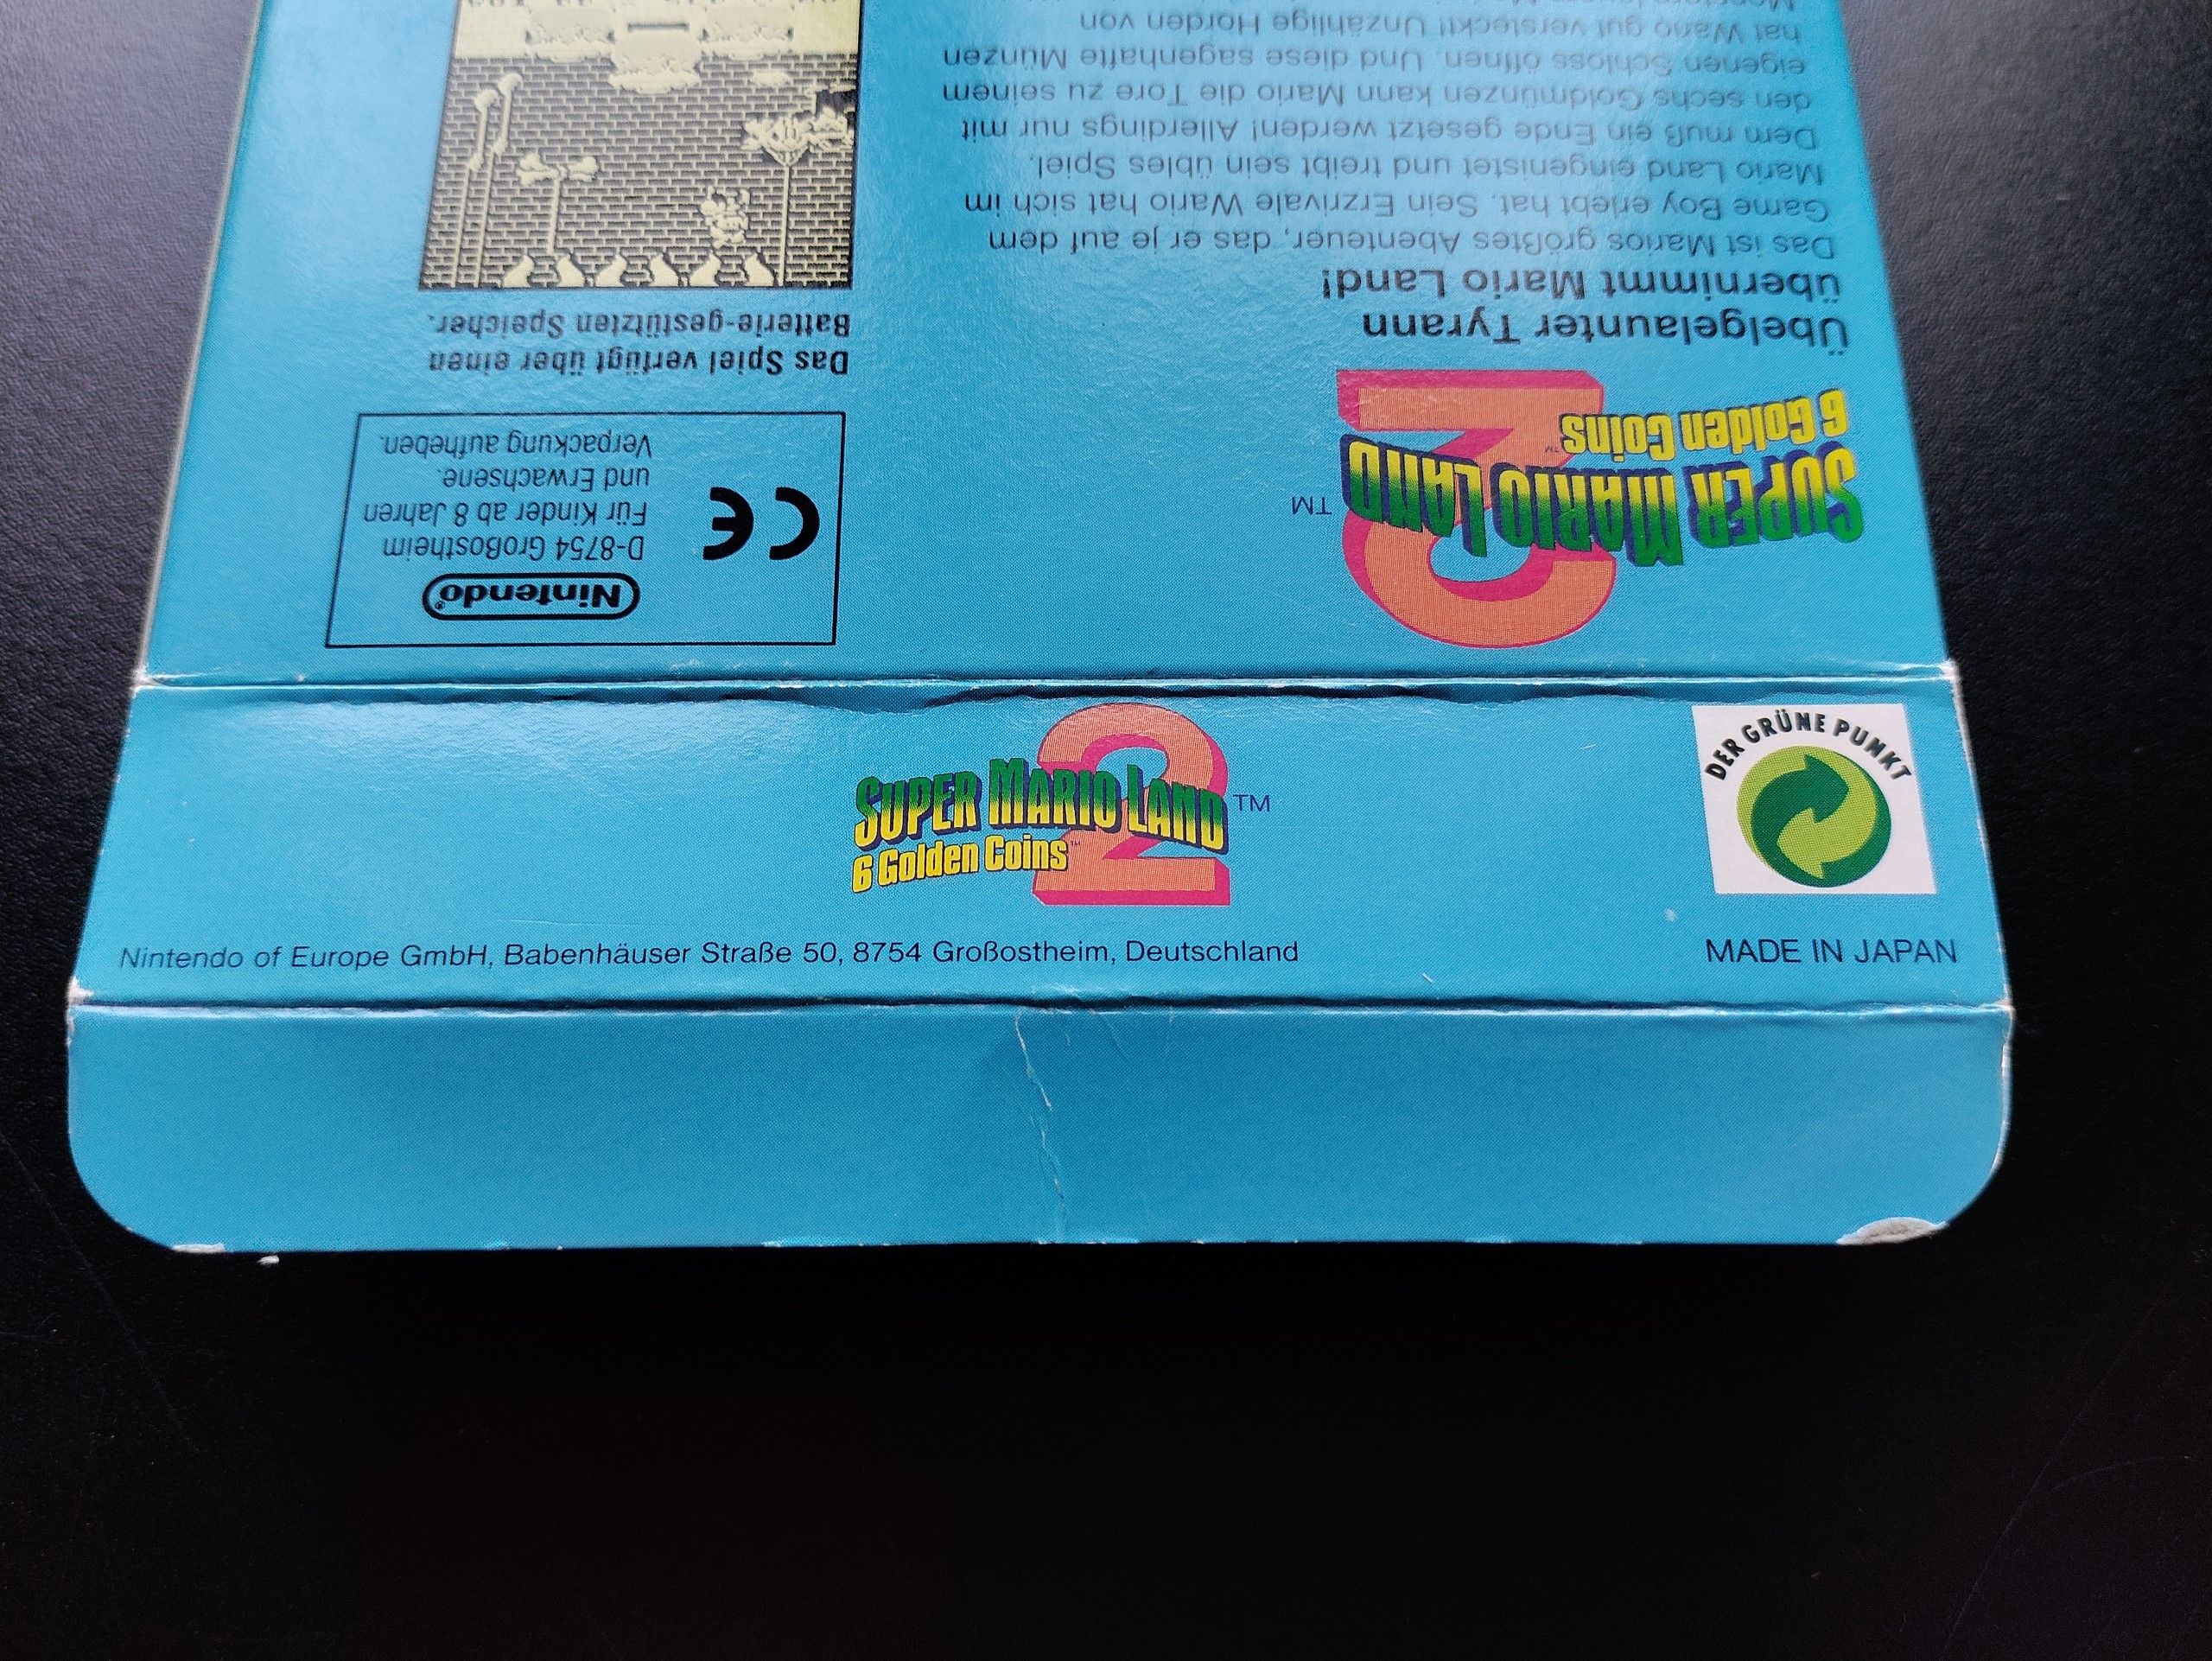 SUPER MARIO LAND 2 ™
6 Golden Coins™
DER GRÜNE PUNKT
Nintendo of Europe GmbH, Babenhäuser Straße 50, 8754 Großostheim, Deutschland
MADE IN JAPAN
Nintendo®
D-8754 Großostheim
Für Kinder ab 8 Jahren
und Erwachsene.
Verpackung aufheben.
CE
Das Spiel verfügt über einen
Batterie-gestützten Speicher.
SUPER MARIO LAND 2 ™
6 Golden Coins™
Übelgelaunter Tyrann
übernimmt Mario Land!
Das ist Marios größtes Abenteuer, das er je auf dem
Game Boy erlebt hat. Sein Erzrivale Wario hat sich im
Mario Land eingenistet und treibt sein übles Spiel.
Dem muß ein Ende gesetzt werden! Allerdings nur mit
den sechs Goldmünzen kann Mario die Tore zu seinem
eigenen Schloss öffnen. Und diese sagenhafte Münzen
hat Wario gut versteckt! Unzählige Horden von